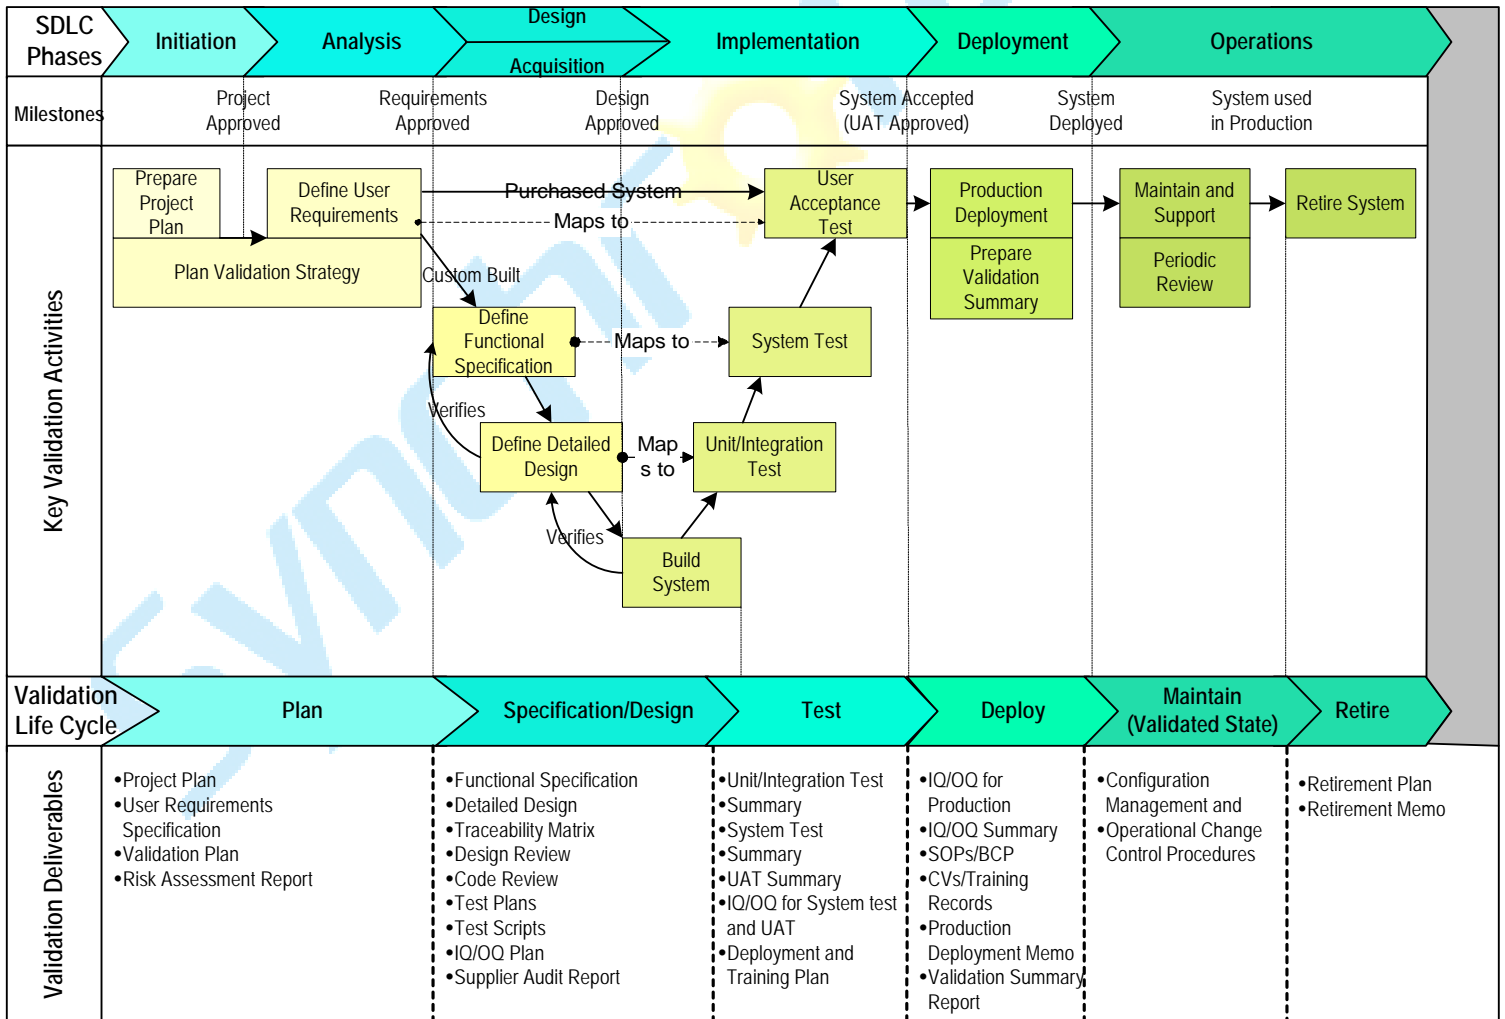 SDLC
Phases
Initiation
Analysis
Design
Acquisition
Implementation
Deployment
Operations
Milestones
Project
Approved
Requirements
Approved
Design
Approved
System Accepted
(UAT Approved)
System
Deployed
System used
in Production
Key Validation Activities
Prepare
Project
Plan
Define User
Requirements
Plan Validation Strategy
Purchased System
Maps to
Custom Built
User
Acceptance
Test
Production
Deployment
Prepare
Validation
Summary
Maintain and
Support
Periodic
Review
Retire System
Define
Functional
Specification
Maps to
System Test
Verifies
Define Detailed
Design
Map
s to
Unit/Integration
Test
Verifies
Build
System
Validation
Life Cycle
Plan
Specification/Design
Test
Deploy
Maintain
(Validated State)
Retire
Validation Deliverables
•Project Plan
•User Requirements
Specification
•Validation Plan
•Risk Assessment Report
•Functional Specification
•Detailed Design
•Traceability Matrix
•Design Review
•Code Review
•Test Plans
•Test Scripts
•IQ/OQ Plan
•Supplier Audit Report
•Unit/Integration Test
•Summary
•System Test
•Summary
•UAT Summary
•IQ/OQ for System test
and UAT
•Deployment and
Training Plan
•IQ/OQ for
Production
•IQ/OQ Summary
•SOPs/BCP
•CVs/Training
Records
•Production
Deployment Memo
•Validation Summary
Report
•Configuration
Management and
•Operational Change
Control Procedures
•Retirement Plan
•Retirement Memo